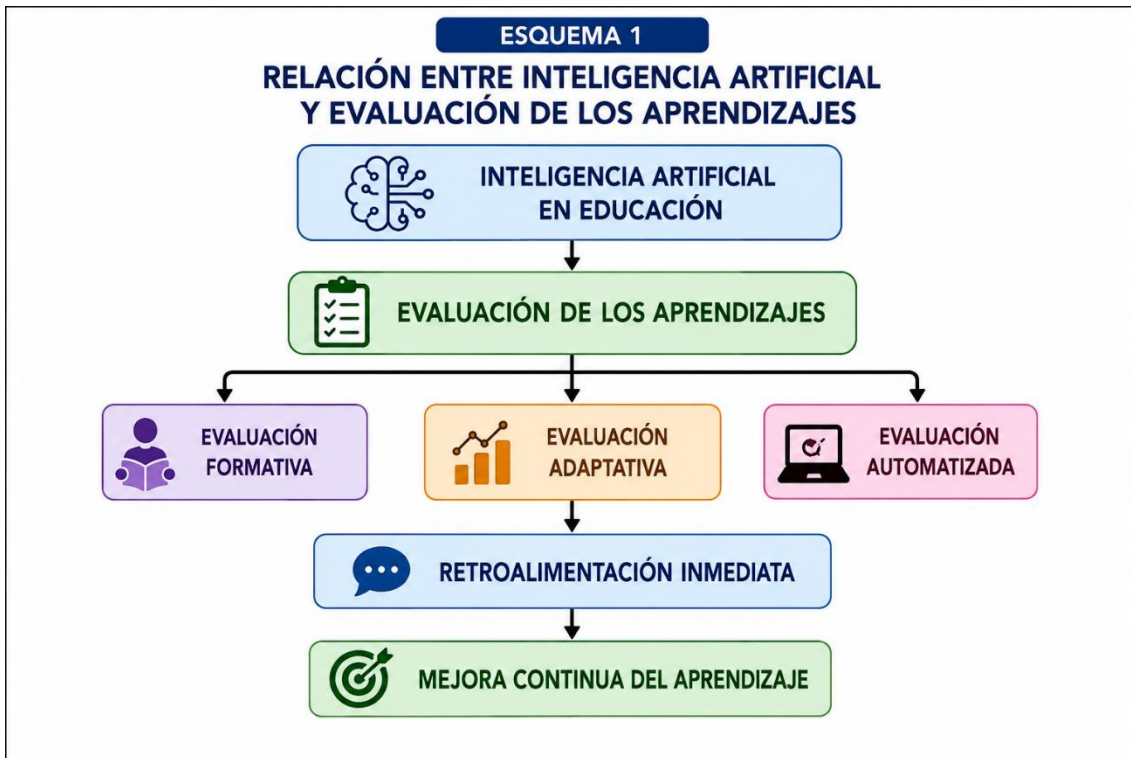 ESQUEMA 1
RELACIÓN ENTRE INTELIGENCIA ARTIFICIAL
Y EVALUACIÓN DE LOS APRENDIZAJES
INTELIGENCIA ARTIFICIAL
EN EDUCACIÓN
EVALUACIÓN DE LOS APRENDIZAJES
EVALUACIÓN
FORMATIVA
EVALUACIÓN
ADAPTATIVA
EVALUACIÓN
AUTOMATIZADA
RETROALIMENTACIÓN INMEDIATA
MEJORA CONTINUA DEL APRENDIZAJE